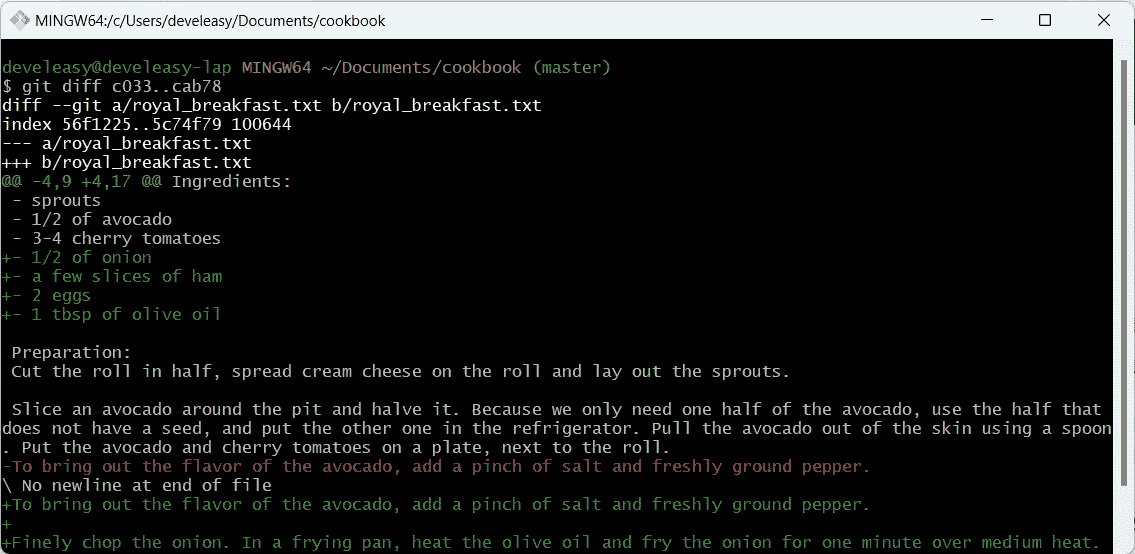 MINGW64:/c/Users/develeasy/Documents/cookbook
develeasy@develeasy-lap MINGW64 ~/Documents/cookbook (master)
$ git diff c033..cab78
diff --git a/royal_breakfast.txt b/royal_breakfast.txt
index 56f1225..5c74f79 100644
--- a/royal_breakfast.txt
+++ b/royal_breakfast.txt
@@ -4,9 +4,17 @@ Ingredients:
 - sprouts
 - 1/2 of avocado
 - 3-4 cherry tomatoes
+- 1/2 of onion
+- a few slices of ham
+- 2 eggs
+- 1 tbsp of olive oil

 Preparation:
 Cut the roll in half, spread cream cheese on the roll and lay out the sprouts.

 Slice an avocado around the pit and halve it. Because we only need one half of the avocado, use the half that
does not have a seed, and put the other one in the refrigerator. Pull the avocado out of the skin using a spoon
. Put the avocado and cherry tomatoes on a plate, next to the roll.
-To bring out the flavor of the avocado, add a pinch of salt and freshly ground pepper.
\ No newline at end of file
+To bring out the flavor of the avocado, add a pinch of salt and freshly ground pepper.
+
+Finely chop the onion. In a frying pan, heat the olive oil and fry the onion for one minute over medium heat.